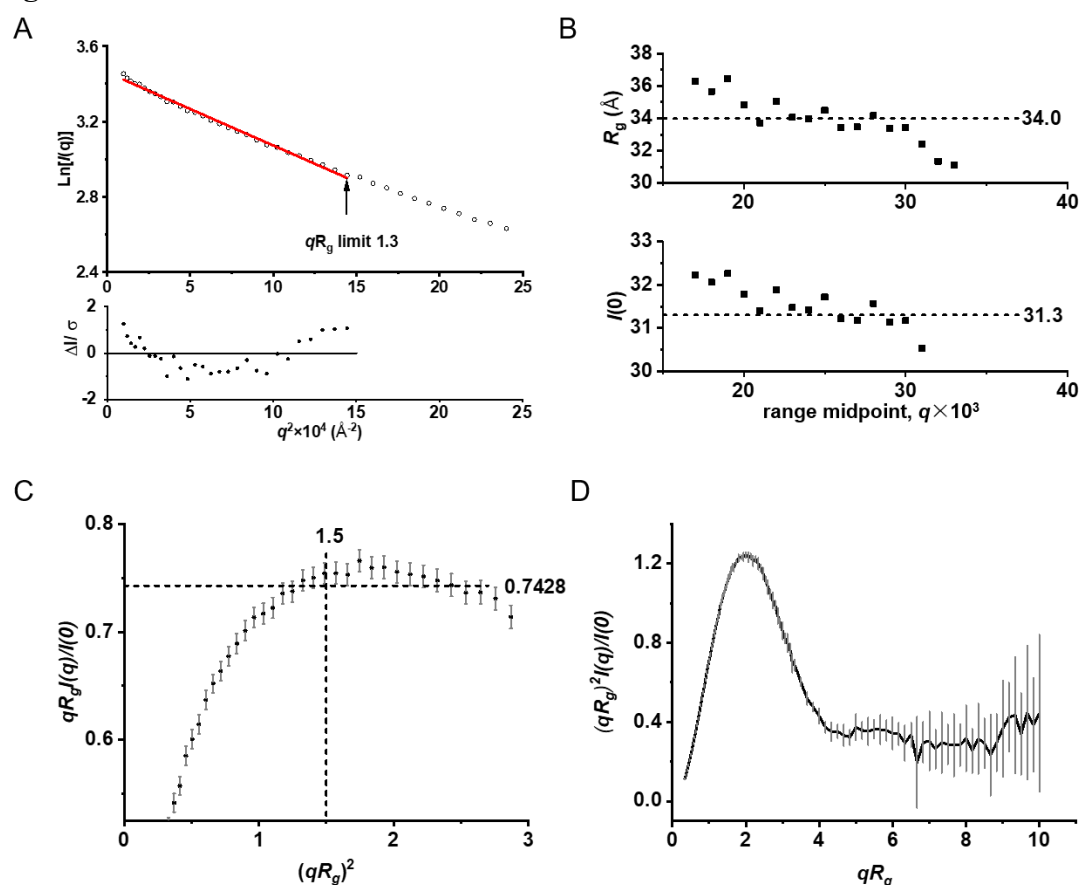 A
3.6
3.2
2.8
2.4
Ln[I(q)]
qRg limit 1.3
0 5 10 15 20 25
2
0
-2
ΔI/ σ
0 5 10 15 20 25
q²×10⁴ (Å⁻²)
B
38
36
34
32
30
Rg (Å)
34.0
20 30 40
33
32
31
30
I(0)
31.3
20 30 40
range midpoint, q×10³
C
0.8
0.7
0.6
qRgI(q)/I(0)
1.5
0.7428
0 1 2 3
(qRg)²
D
1.2
0.8
0.4
0.0
(qRg)²I(q)/I(0)
0 2 4 6 8 10
qRg